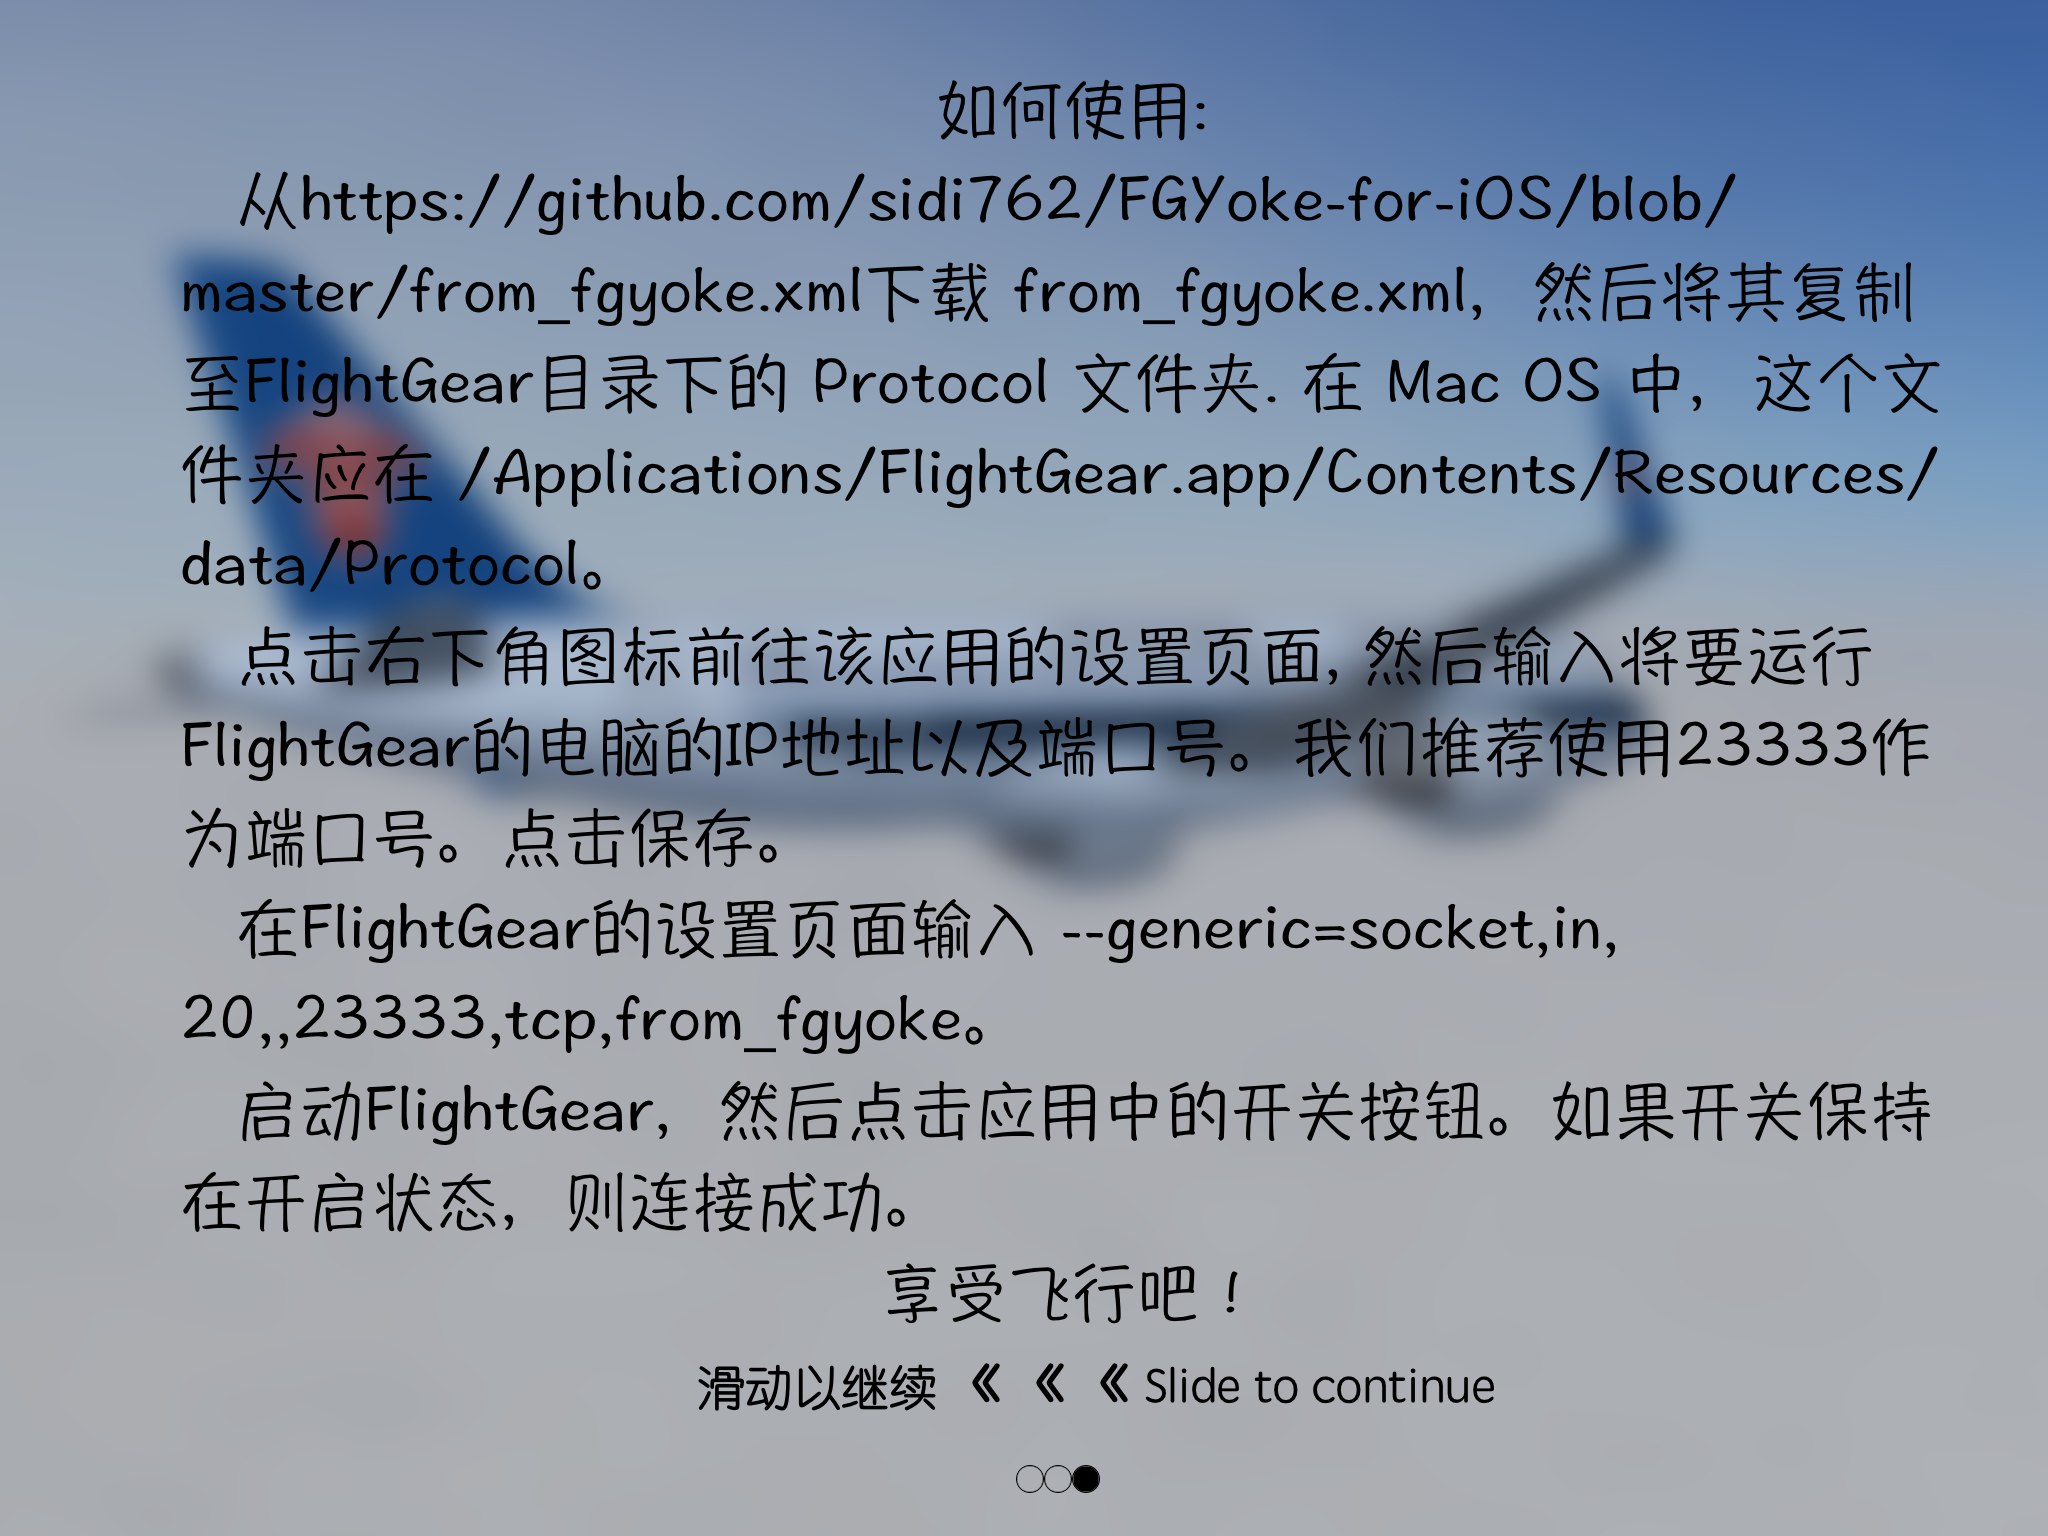 如何使用:
从https://github.com/sidi762/FGYoke-for-iOS/blob/
master/from_fgyoke.xml下载 from_fgyoke.xml，然后将其复制
至FlightGear目录下的 Protocol 文件夹. 在 Mac OS 中，这个文
件夹应在 /Applications/FlightGear.app/Contents/Resources/
data/Protocol。
点击右下角图标前往该应用的设置页面, 然后输入将要运行
FlightGear的电脑的IP地址以及端口号。我们推荐使用23333作
为端口号。点击保存。
在FlightGear的设置页面输入 --generic=socket,in,
20,,23333,tcp,from_fgyoke。
启动FlightGear，然后点击应用中的开关按钮。如果开关保持
在开启状态，则连接成功。
享受飞行吧！
滑动以继续 《 《 《 Slide to continue